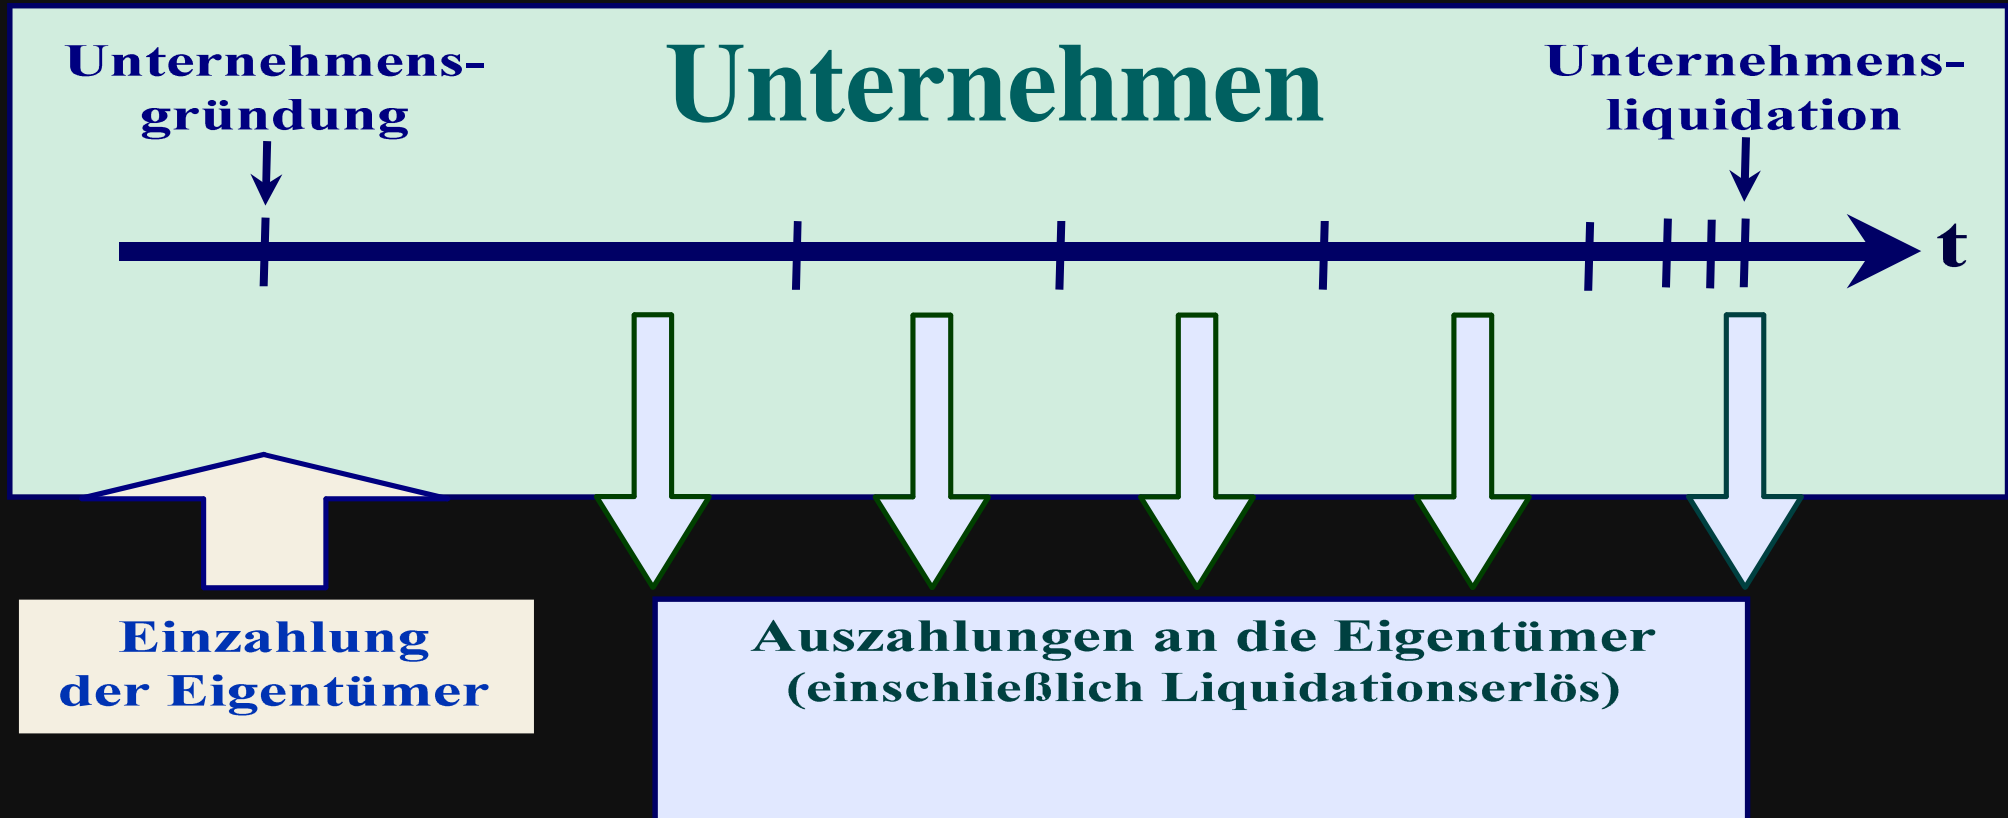 Unternehmens-
gründung
Unternehmen
Unternehmens-
liquidation
t
Einzahlung
der Eigentümer
Auszahlungen an die Eigentümer
(einschließlich Liquidationserlös)